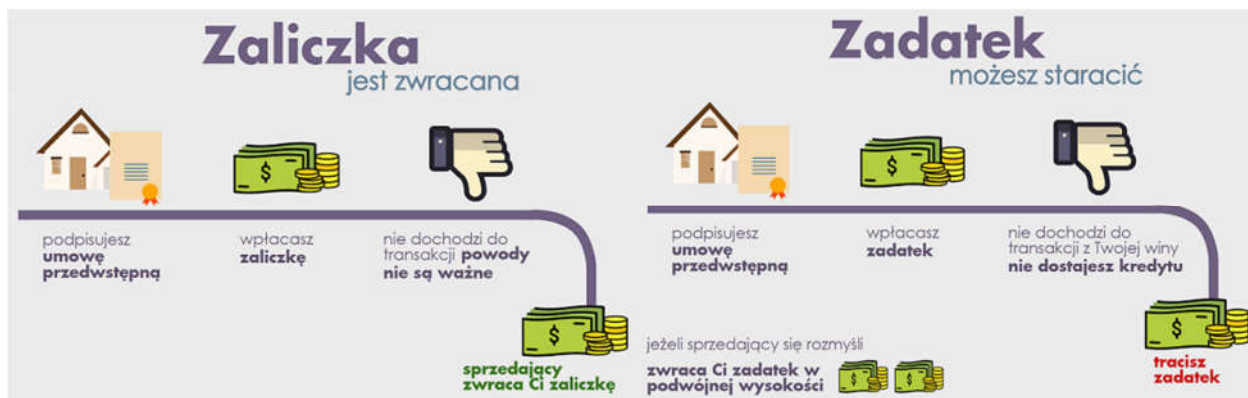 Zaliczka
jest zwracana
podpisujesz
umowę
przedwstępną
wpłacasz
zaliczkę
nie dochodzi do
transakcji powody
nie są ważne
$
$
sprzedający
zwraca Ci zaliczkę
Zadatek
możesz staracić
podpisujesz
umowę
przedwstępną
wpłacasz
zadatek
nie dochodzi do
transakcji z Twojej winy
nie dostajesz kredytu
$
$
tracisz
zadatek
jeżeli sprzedający się rozmyśli
zwraca Ci zadatek w
podwójnej wysokości
$
$